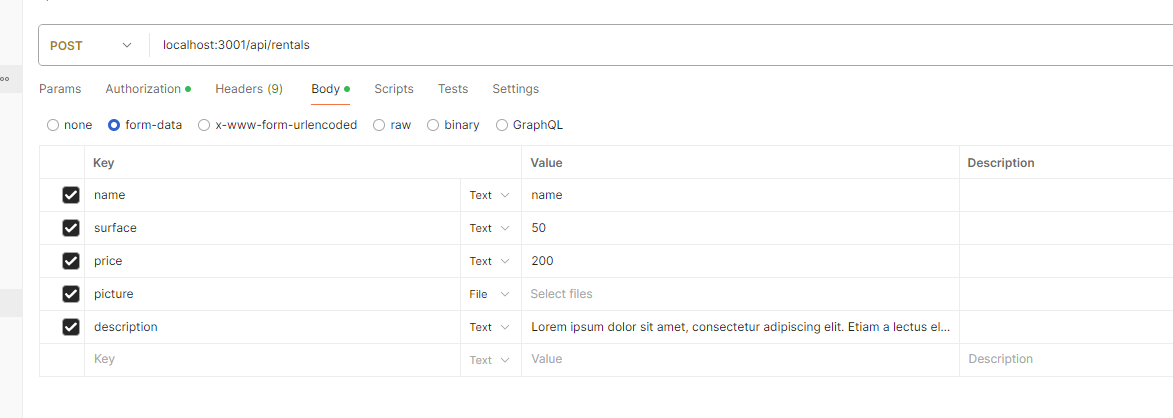 POST localhost:3001/api/rentals
Params Authorization Headers (9) Body Scripts Tests Settings
none form-data x-www-form-urlencoded raw binary GraphQL
Key Value Description
name Text name
surface Text 50
price Text 200
picture File Select files
description Text Lorem ipsum dolor sit amet, consectetur adipiscing elit. Etiam a lectus el...
Key Text Value Description